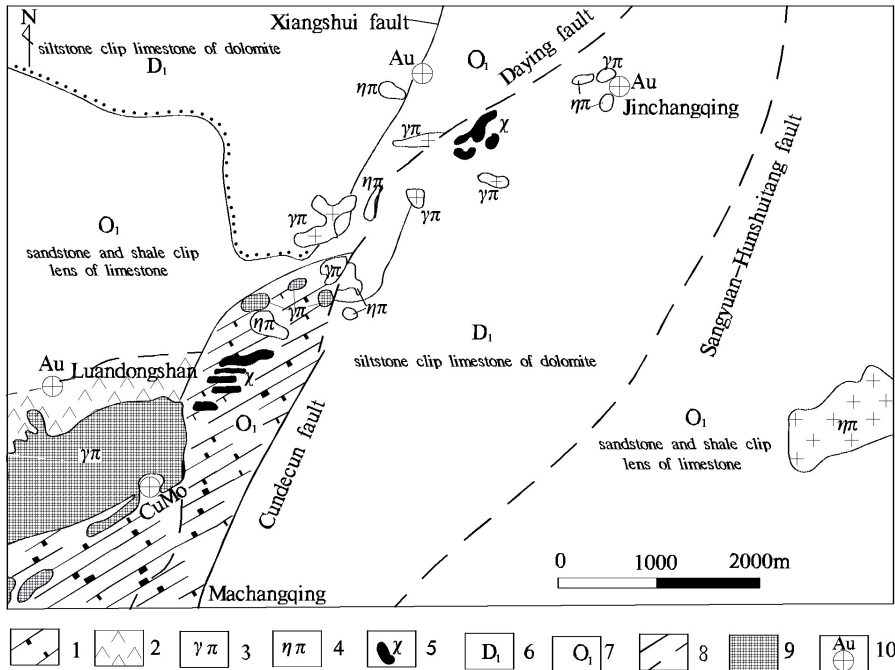 N
Xiangshui fault
siltstone clip limestone of dolomite
D₁
Au
O₁
Daying fault
γπ
Au
ηπ
ηπ
Jinchangqing
γπ
χ
ηπ
γπ
γπ
γπ
O₁
sandstone and shale clip
lens of limestone
γπ
γπ
ηπ
ηπ
D₁
siltstone clip limestone of dolomite
Sangyuan-Hunshuitang fault
Au
Luandongshan
χ
O₁
O₁
sandstone and shale clip
lens of limestone
ηπ
γπ
CuMo
Cundecun fault
0 1000 2000m
Machangqing
1 2 γπ 3 ηπ 4 χ 5 D₁ 6 O₁ 7 8 9 Au 10